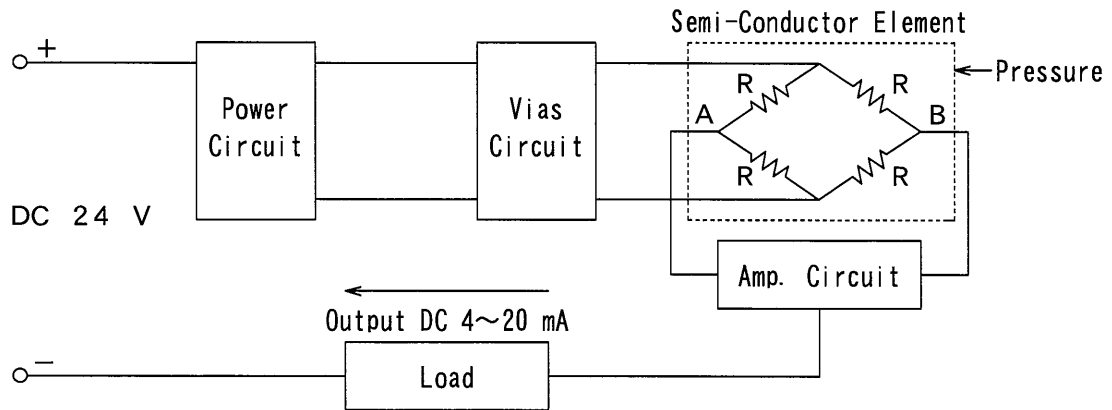 Semi-Conductor Element
+
Power
Circuit
Vias
Circuit
R
R
Pressure
A
B
R
R
DC 24 V
Amp. Circuit
Output DC 4～20 mA
−
Load